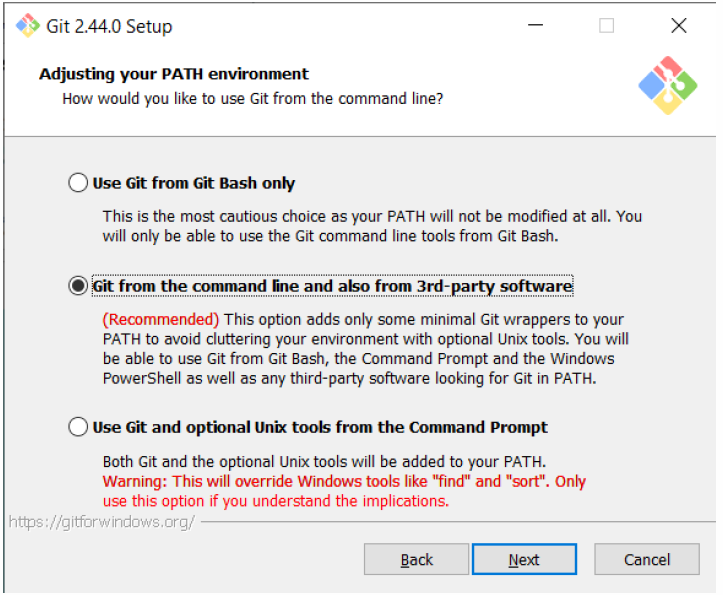 Git 2.44.0 Setup
Adjusting your PATH environment
How would you like to use Git from the command line?
Use Git from Git Bash only
This is the most cautious choice as your PATH will not be modified at all. You
will only be able to use the Git command line tools from Git Bash.
Git from the command line and also from 3rd-party software
(Recommended) This option adds only some minimal Git wrappers to your
PATH to avoid cluttering your environment with optional Unix tools. You will
be able to use Git from Git Bash, the Command Prompt and the Windows
PowerShell as well as any third-party software looking for Git in PATH.
Use Git and optional Unix tools from the Command Prompt
Both Git and the optional Unix tools will be added to your PATH.
Warning: This will override Windows tools like "find" and "sort". Only
use this option if you understand the implications.
https://gitforwindows.org/
Back Next Cancel